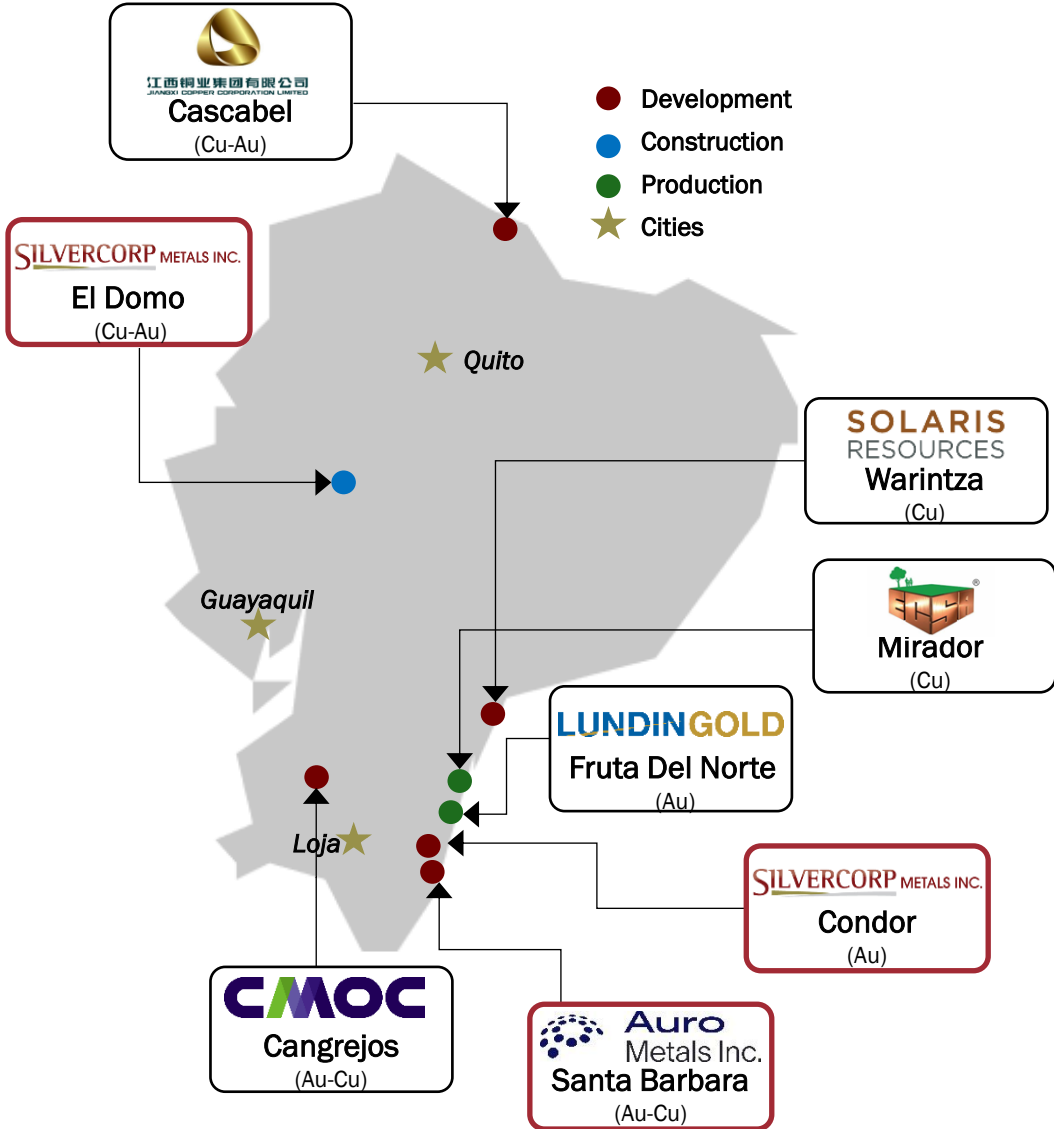 江西铜业集团有限公司
JIANGXI COPPER CORPORATION LIMITED
Cascabel
(Cu-Au)
Development
Construction
Production
Cities
SILVERCORP METALS INC.
El Domo
(Cu-Au)
Quito
SOLARIS
RESOURCES
Warintza
(Cu)
Guayaquil
ECSA
®
Mirador
(Cu)
LUNDINGOLD
Fruta Del Norte
(Au)
Loja
SILVERCORP METALS INC.
Condor
(Au)
CMOC
Cangrejos
(Au-Cu)
Auro
Metals Inc.
Santa Barbara
(Au-Cu)